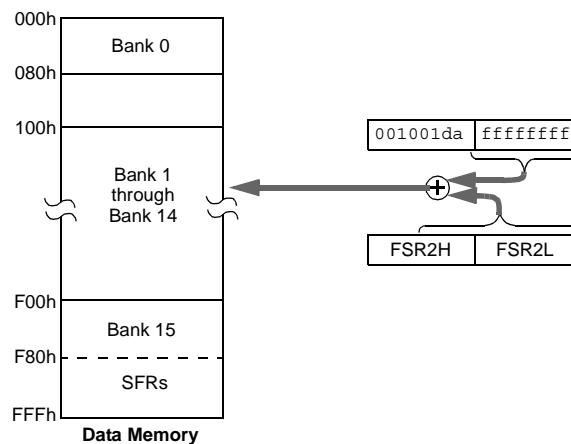 000h
Bank 0
080h
100h
001001da ffffffff
Bank 1
through
Bank 14
FSR2H FSR2L
F00h
Bank 15
F80h
SFRs
FFFh
Data Memory